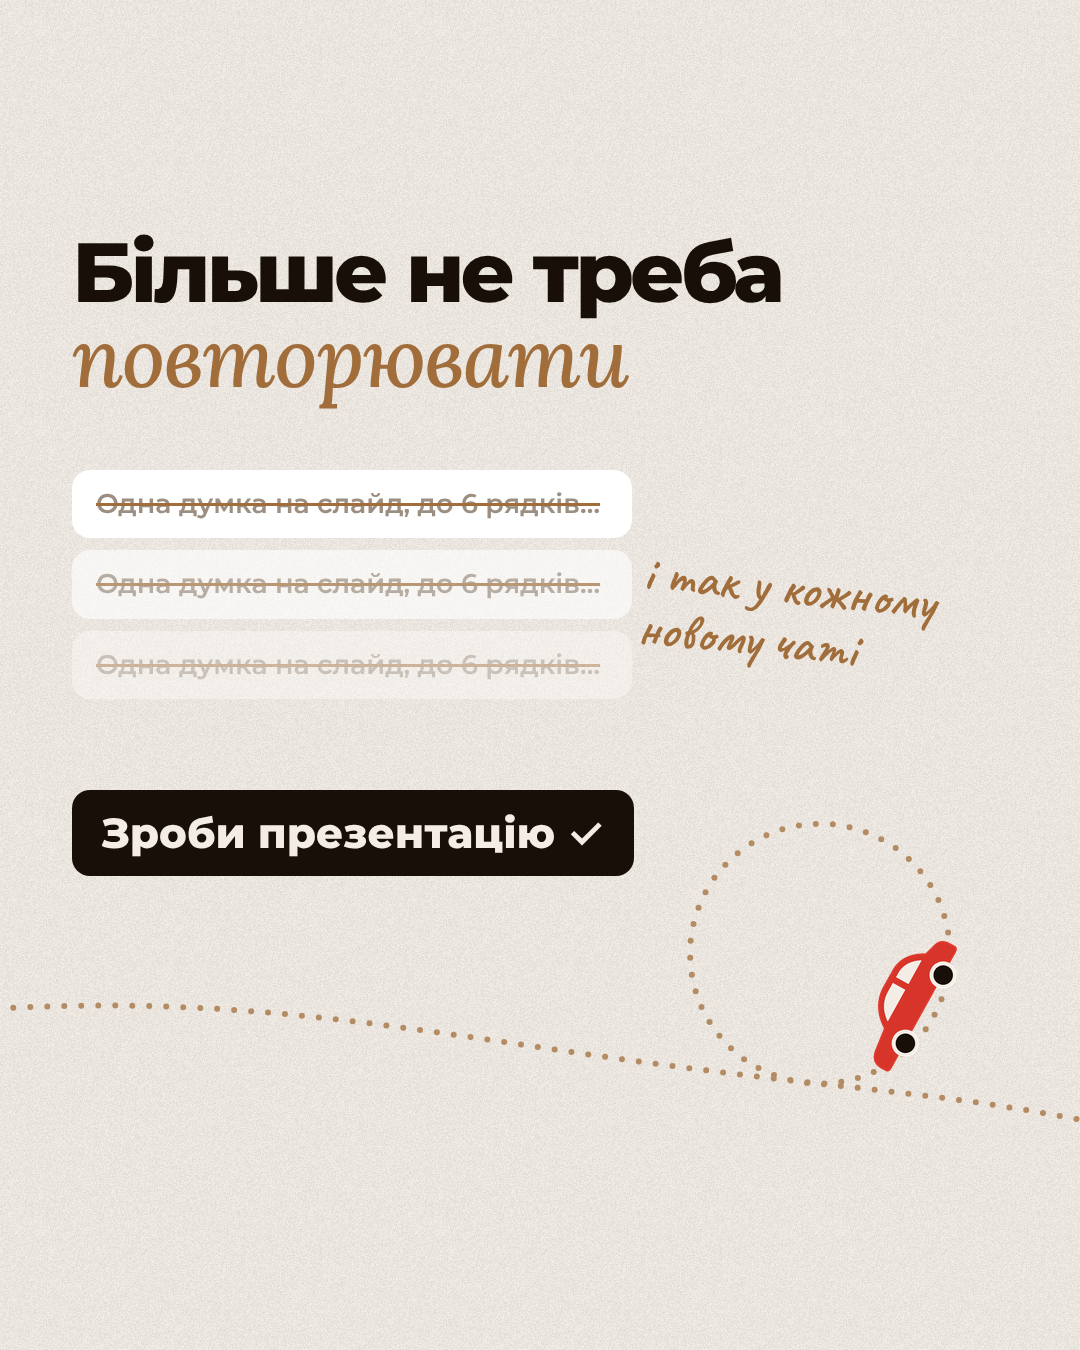 Більше не треба
повторювати
Одна думка на слайд, до 6 рядків...
Одна думка на слайд, до 6 рядків...
Одна думка на слайд, до 6 рядків...
і так у кожному
новому чаті
Зроби презентацію ✓